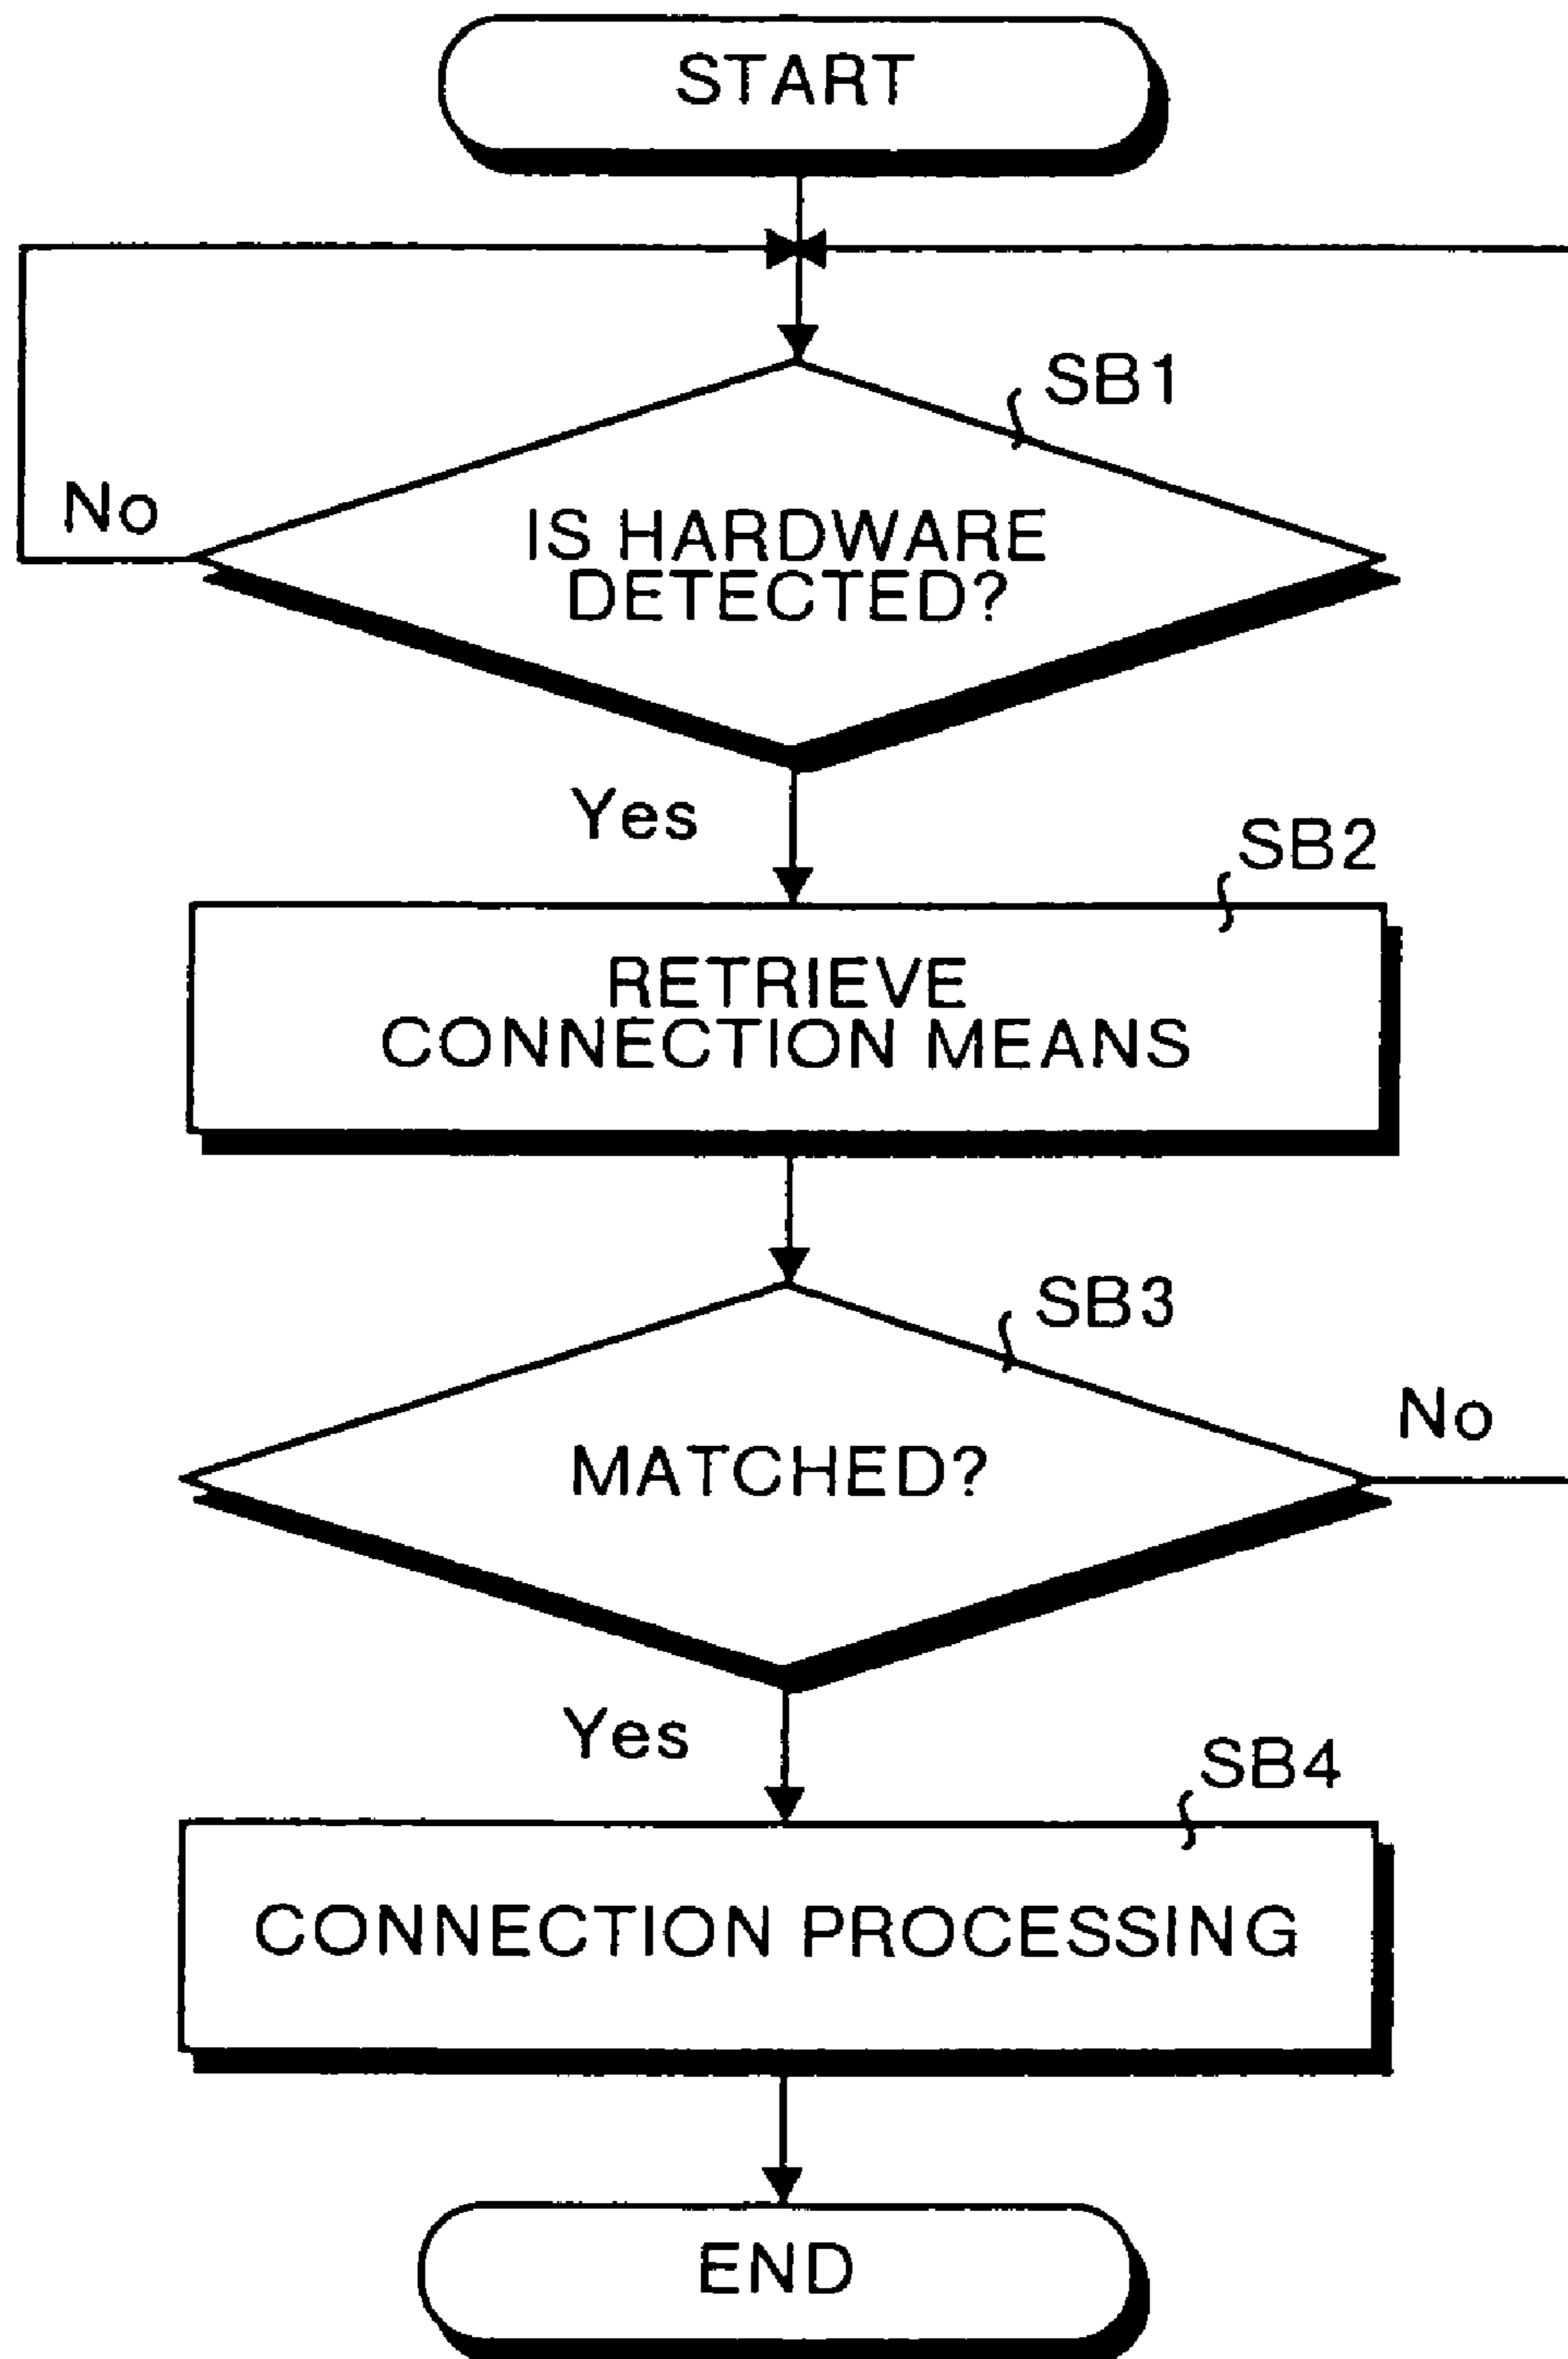 START
SB1
No
IS HARDWARE
DETECTED?
Yes
SB2
RETRIEVE
CONNECTION MEANS
SB3
No
MATCHED?
Yes
SB4
CONNECTION PROCESSING
END